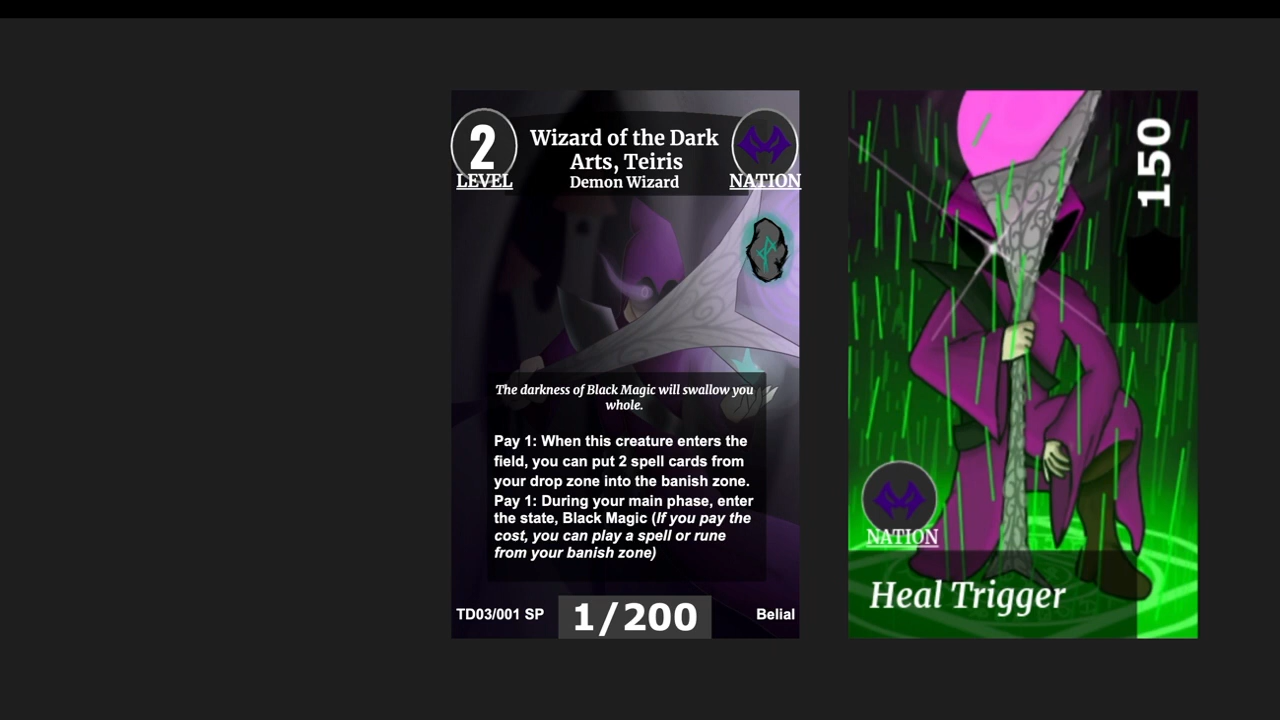 2
LEVEL
Wizard of the Dark
Arts, Teiris
Demon Wizard
NATION
The darkness of Black Magic will swallow you
whole.
Pay 1: When this creature enters the
field, you can put 2 spell cards from
your drop zone into the banish zone.
Pay 1: During your main phase, enter
the state, Black Magic (If you pay the
cost, you can play a spell or rune
from your banish zone)
TD03/001 SP
1/200
Belial
150
NATION
Heal Trigger